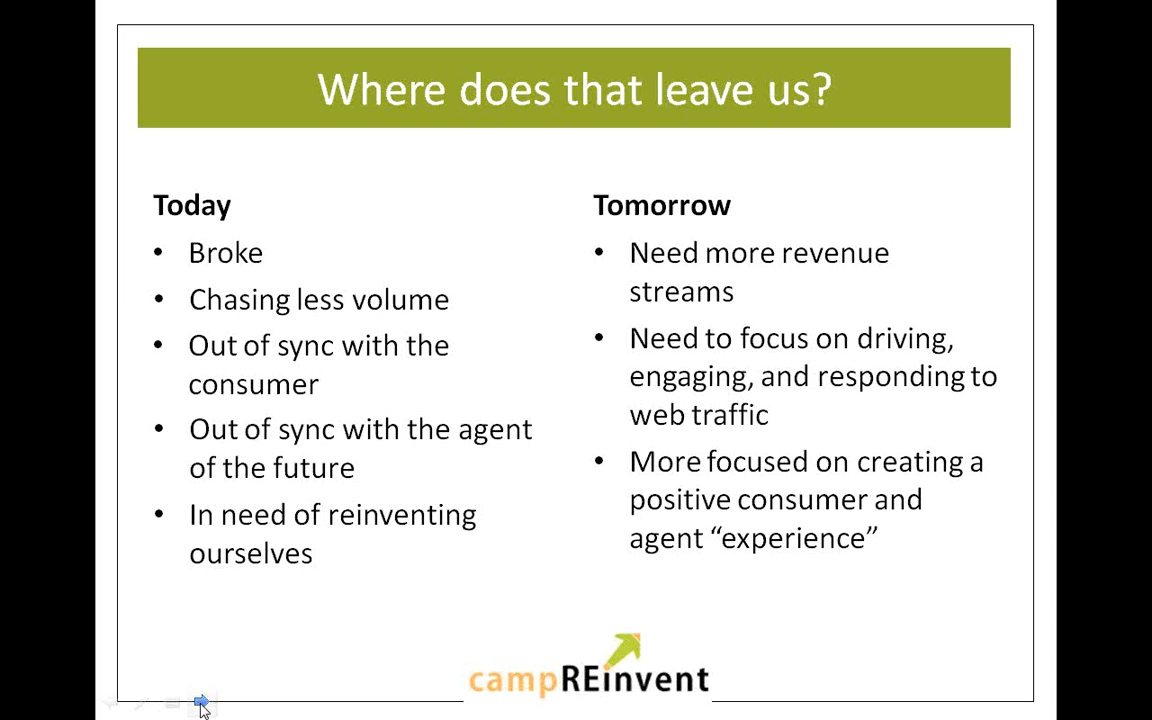 Where does that leave us?
Today
• Broke
• Chasing less volume
• Out of sync with the
consumer
• Out of sync with the agent
of the future
• In need of reinventing
ourselves
Tomorrow
• Need more revenue
streams
• Need to focus on driving,
engaging, and responding to
web traffic
• More focused on creating a
positive consumer and
agent “experience”
campREinvent